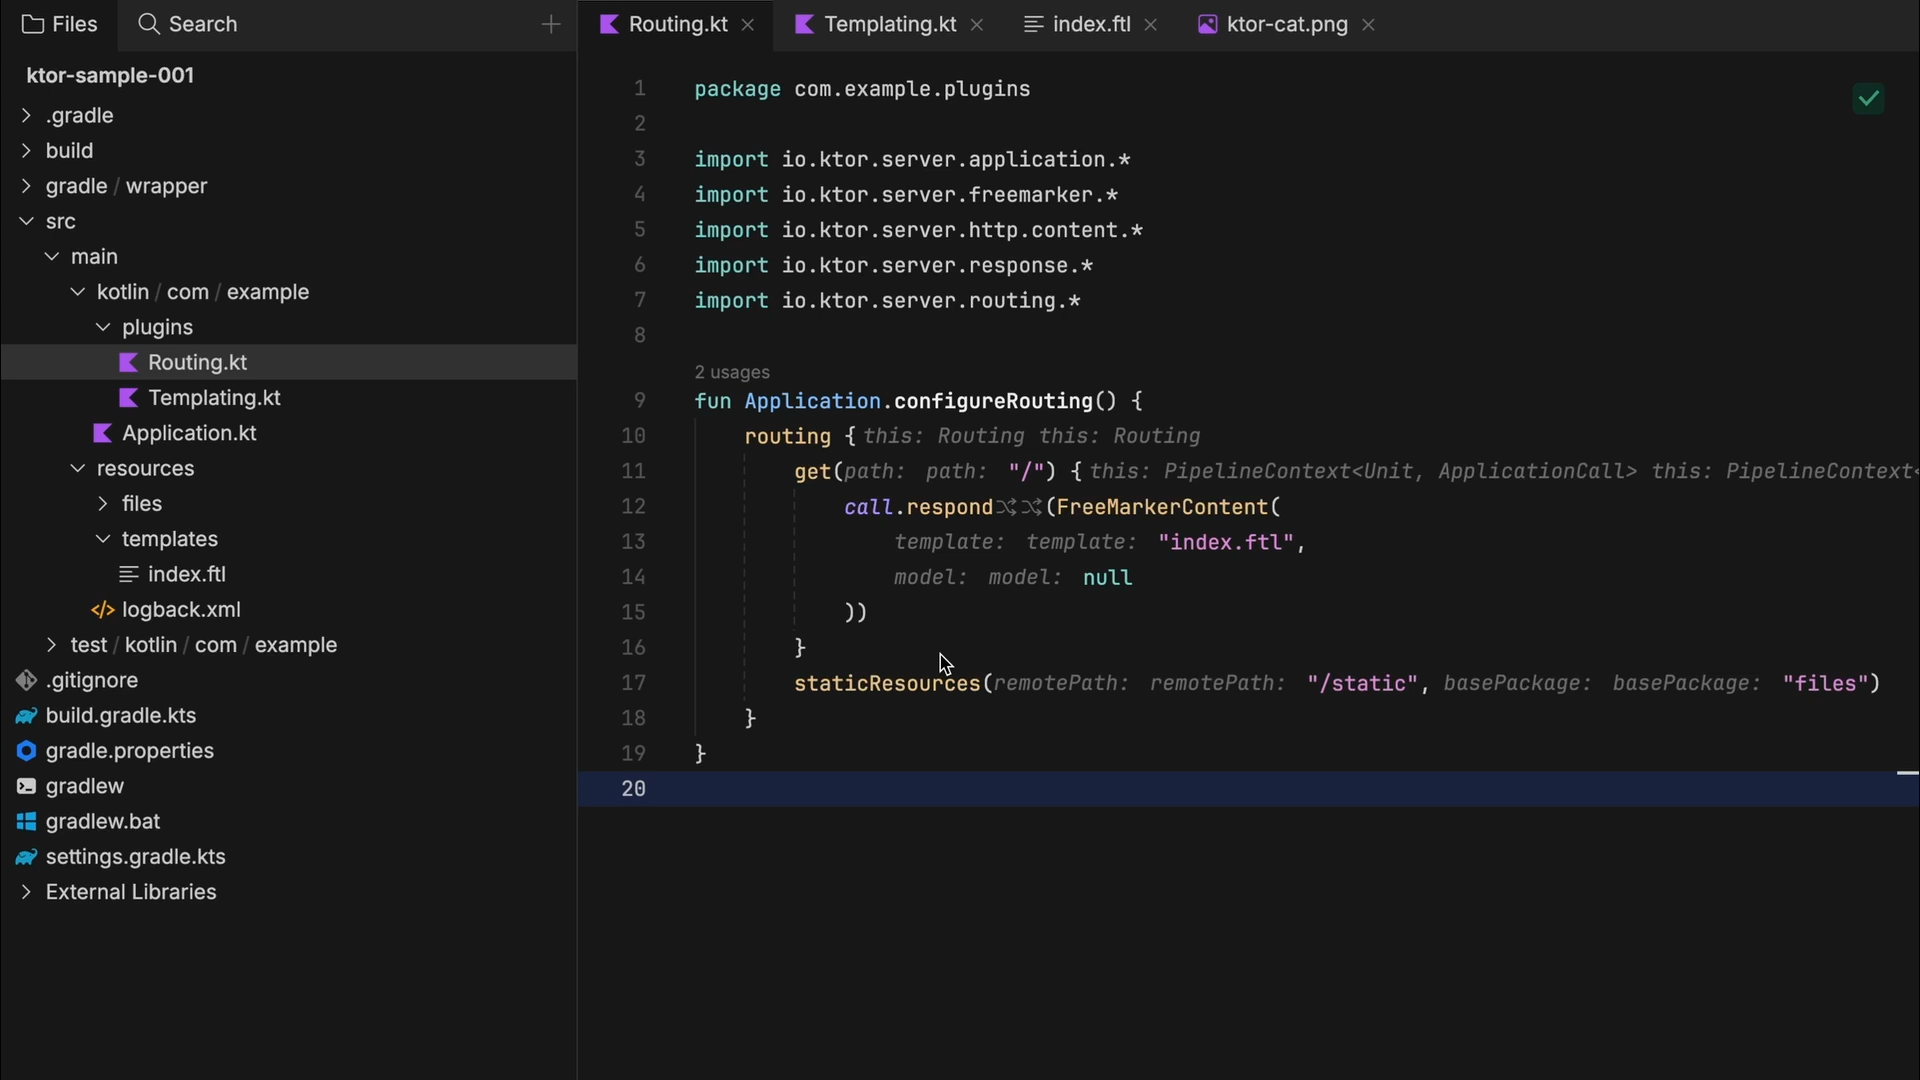 Files
Search
ktor-sample-001
.gradle
build
gradle / wrapper
src
main
kotlin / com / example
plugins
Routing.kt
Templating.kt
Application.kt
resources
files
templates
index.ftl
logback.xml
test / kotlin / com / example
.gitignore
build.gradle.kts
gradle.properties
gradlew
gradlew.bat
settings.gradle.kts
External Libraries
Routing.kt
Templating.kt
index.ftl
ktor-cat.png
1 package com.example.plugins
2
3 import io.ktor.server.application.*
4 import io.ktor.server.freemarker.*
5 import io.ktor.server.http.content.*
6 import io.ktor.server.response.*
7 import io.ktor.server.routing.*
8
2 usages
9 fun Application.configureRouting() {
10 routing { this: Routing this: Routing
11 get(path: path: "/") { this: PipelineContext<Unit, ApplicationCall> this: PipelineContext<
12 call.respond(FreeMarkerContent(
13 template: template: "index.ftl",
14 model: model: null
15 ))
16 }
17 staticResources(remotePath: remotePath: "/static", basePackage: basePackage: "files")
18 }
19 }
20